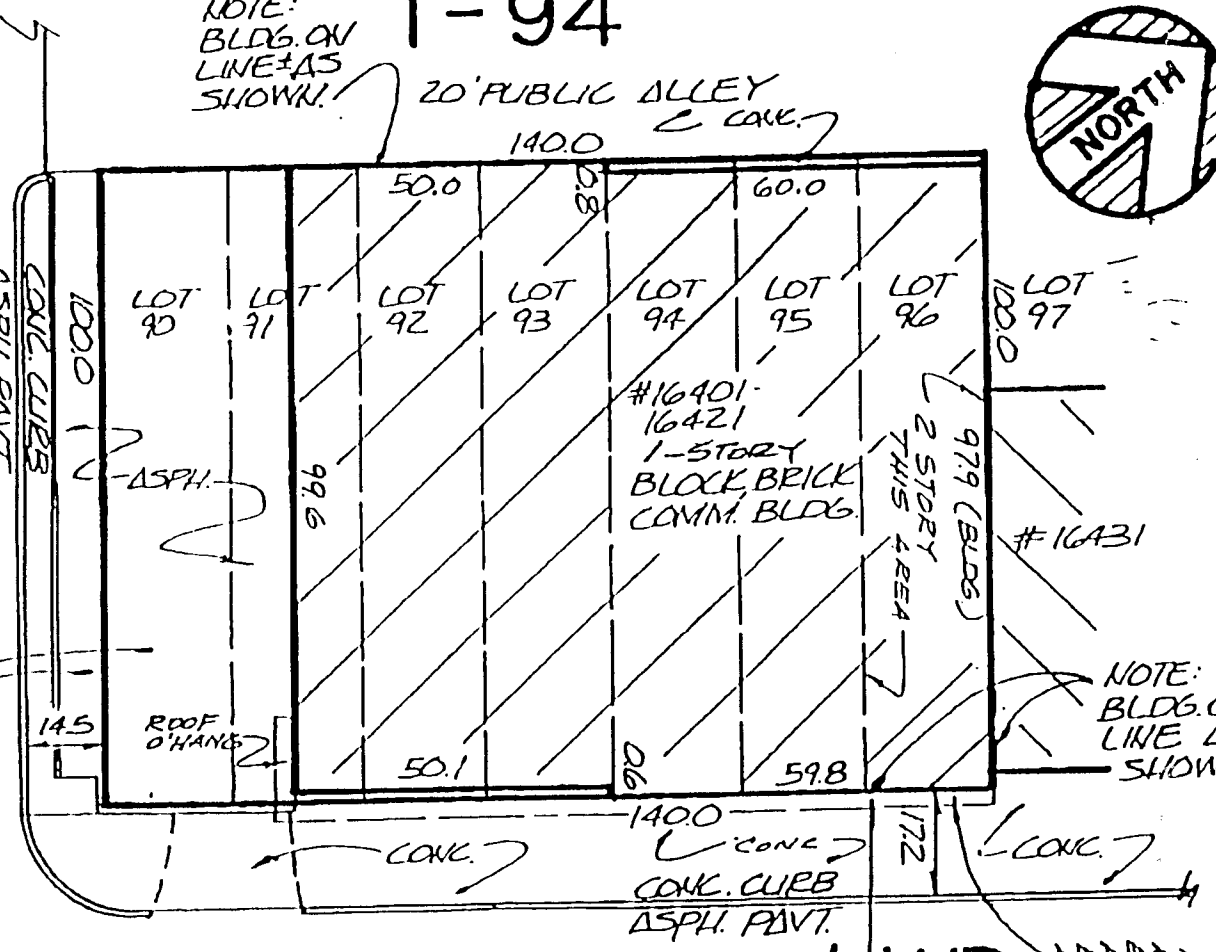 NOTE:
BLDG. ON
LINE±AS
SHOWN.
I-94
20' PUBLIC ALLEY
CONC.
140.0
NORTH
50.0
0.8
60.0
CONC. CURB
ASPH. PAVT.
100.0
LOT
90
LOT
91
LOT
92
LOT
93
LOT
94
LOT
95
LOT
96
100.0
LOT
97
#16401-
16421
1-STORY
BLOCK, BRICK
COMM. BLDG.
ASPH.
99.6
2 STORY
THIS AREA
97.9 (BLDG.)
#16431
14.5
ROOF
O'HANG
50.1
0.6
59.8
NOTE:
LINE
140.0
17.2
CONC.
CONC
CONC.
CONC. CURB
ASPH. PAVT.